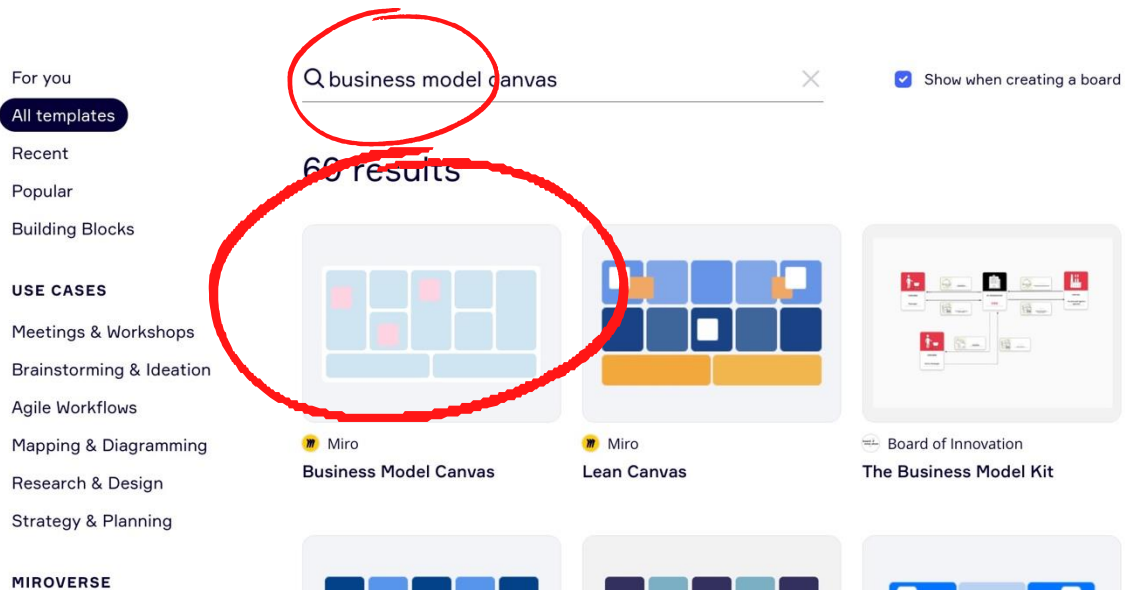 For you
All templates
Recent
Popular
Building Blocks
USE CASES
Meetings & Workshops
Brainstorming & Ideation
Agile Workflows
Mapping & Diagramming
Research & Design
Strategy & Planning
MIROVERSE
business model canvas
Show when creating a board
60 results
Miro
Business Model Canvas
Miro
Lean Canvas
Board of Innovation
The Business Model Kit